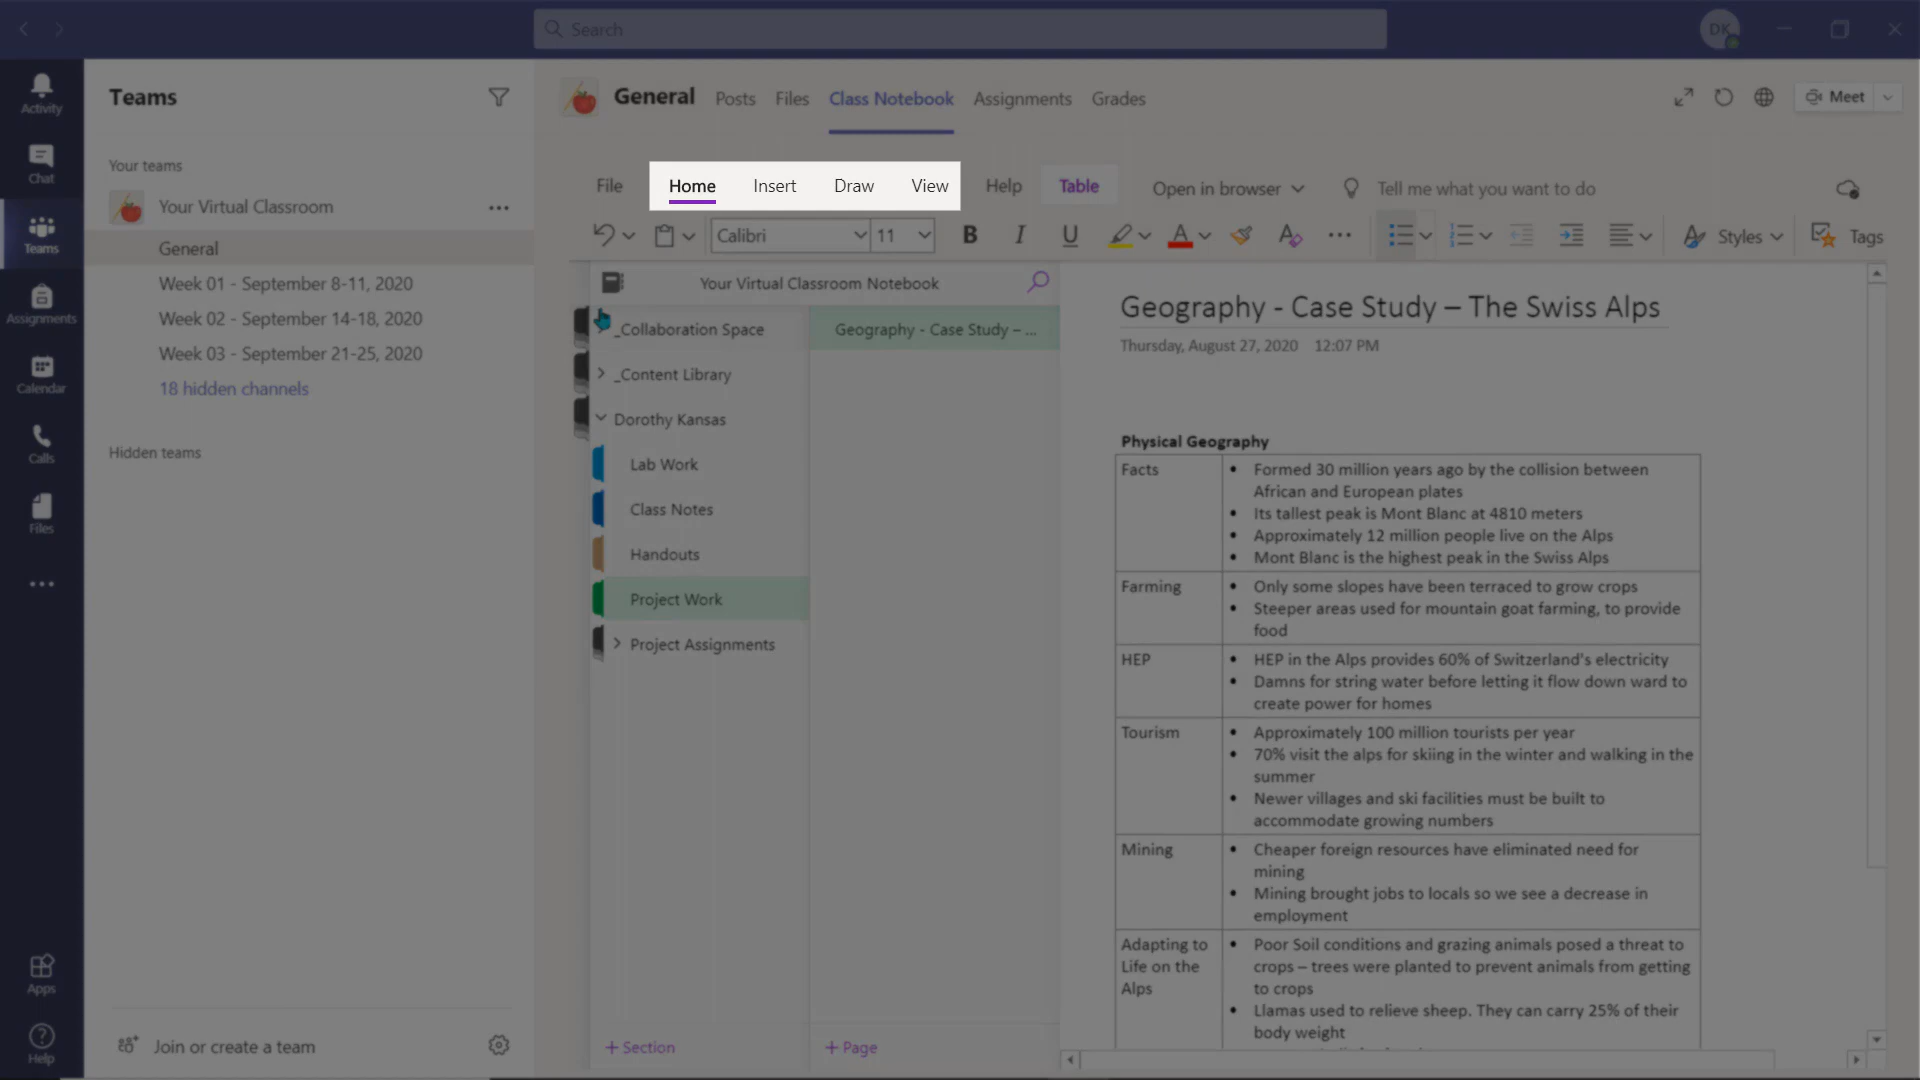 Search
DK
Activity
Chat
Teams
Assignments
Calendar
Calls
Files
Apps
Help
Teams
Your teams
Your Virtual Classroom
General
Week 01 - September 8-11, 2020
Week 02 - September 14-18, 2020
Week 03 - September 21-25, 2020
18 hidden channels
Hidden teams
Join or create a team
General Posts Files Class Notebook Assignments Grades
Meet
File Home Insert Draw View Help Table Open in browser Tell me what you want to do
Calibri 11 B I U A A Styles Tags
Your Virtual Classroom Notebook
_Collaboration Space
_Content Library
Dorothy Kansas
Lab Work
Class Notes
Handouts
Project Work
Project Assignments
+ Section
Geography - Case Study – ...
+ Page
Geography - Case Study – The Swiss Alps
Thursday, August 27, 2020 12:07 PM
Physical Geography
Facts
• Formed 30 million years ago by the collision between
African and European plates
• Its tallest peak is Mont Blanc at 4810 meters
• Approximately 12 million people live on the Alps
• Mont Blanc is the highest peak in the Swiss Alps
Farming
• Only some slopes have been terraced to grow crops
• Steeper areas used for mountain goat farming, to provide
food
HEP
• HEP in the Alps provides 60% of Switzerland's electricity
• Damns for string water before letting it flow down ward to
create power for homes
Tourism
• Approximately 100 million tourists per year
• 70% visit the alps for skiing in the winter and walking in the
summer
• Newer villages and ski facilities must be built to
accommodate growing numbers
Mining
• Cheaper foreign resources have eliminated need for
mining
• Mining brought jobs to locals so we see a decrease in
employment
Adapting to
Life on the
Alps
• Poor Soil conditions and grazing animals posed a threat to
crops – trees were planted to prevent animals from getting
to crops
• Llamas used to relieve sheep. They can carry 25% of their
body weight